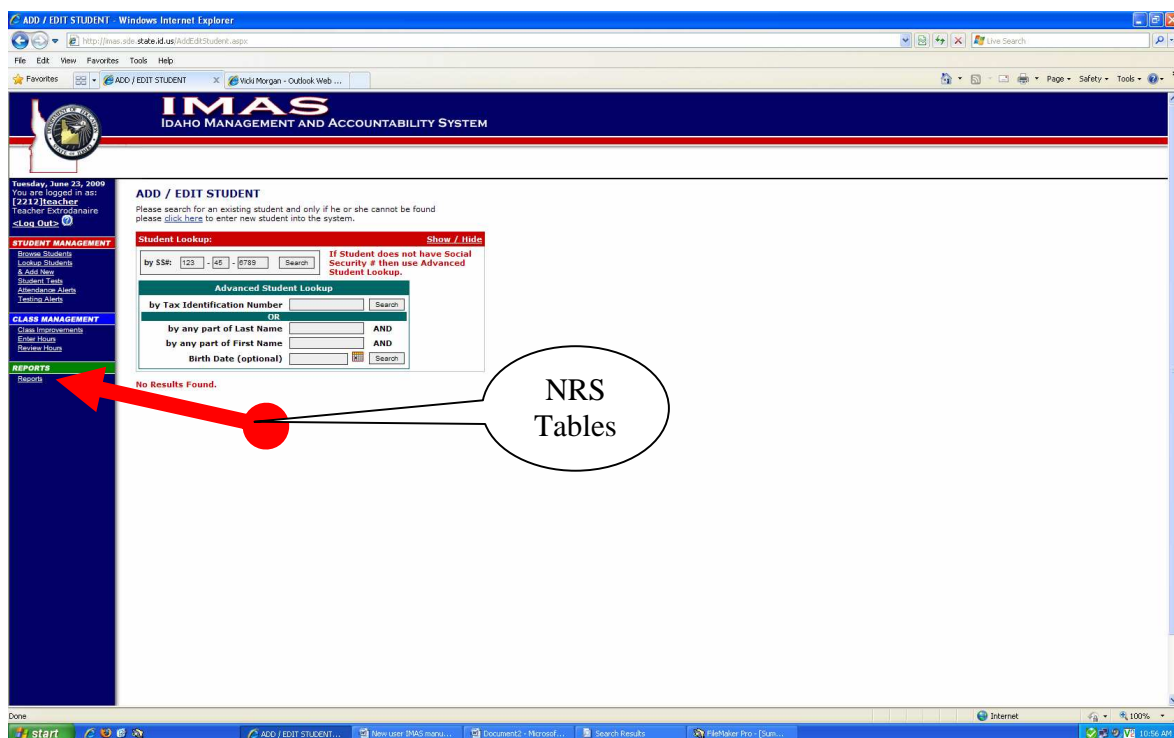 ADD / EDIT STUDENT - Windows Internet Explorer
http://imas.sde.state.id.us/AddEditStudent.aspx
Live Search
File Edit View Favorites Tools Help
Favorites ADD / EDIT STUDENT X Vicki Morgan - Outlook Web ...
Page Safety Tools
IMAS
IDAHO MANAGEMENT AND ACCOUNTABILITY SYSTEM
Tuesday, June 23, 2009
You are logged in as:
[2212]teacher
Teacher Extrodanaire
<Log Out>
STUDENT MANAGEMENT
Browse Students
Lookup Students
& Add New
Student Tests
Attendance Alerts
Testing Alerts
CLASS MANAGEMENT
Class Improvements
Enter Hours
Review Hours
REPORTS
Reports
ADD / EDIT STUDENT
Please search for an existing student and only if he or she cannot be found
please click here to enter new student into the system.
Student Lookup: Show / Hide
by SS#: 123 - 45 - 6789 Search
If Student does not have Social
Security # then use Advanced
Student Lookup.
Advanced Student Lookup
by Tax Identification Number Search
OR
by any part of Last Name AND
by any part of First Name AND
Birth Date (optional) Search
No Results Found.
NRS
Tables
Done
Internet
100%
start
ADD / EDIT STUDENT...
New user IMAS manu...
Document2 - Microsof...
Search Results
FileMaker Pro - [Sum...
10:56 AM